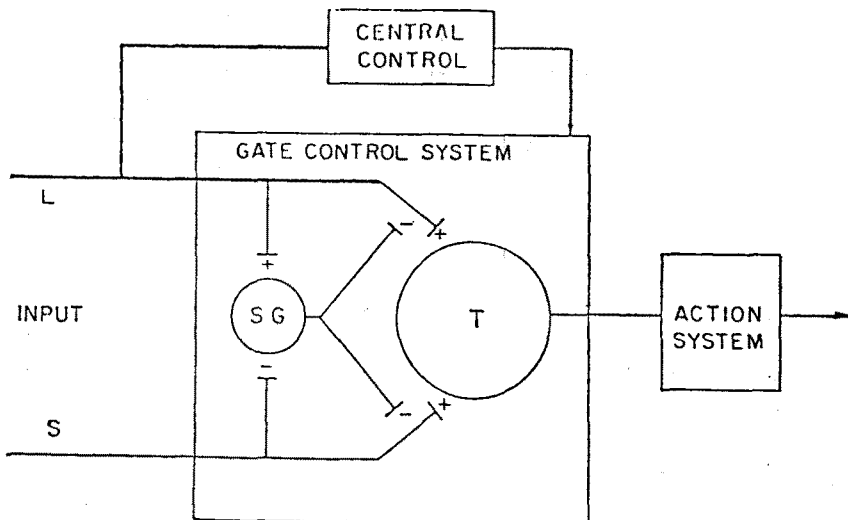 CENTRAL
CONTROL
GATE CONTROL SYSTEM
L
+
-
+
INPUT
SG
T
ACTION
SYSTEM
-
-
+
S